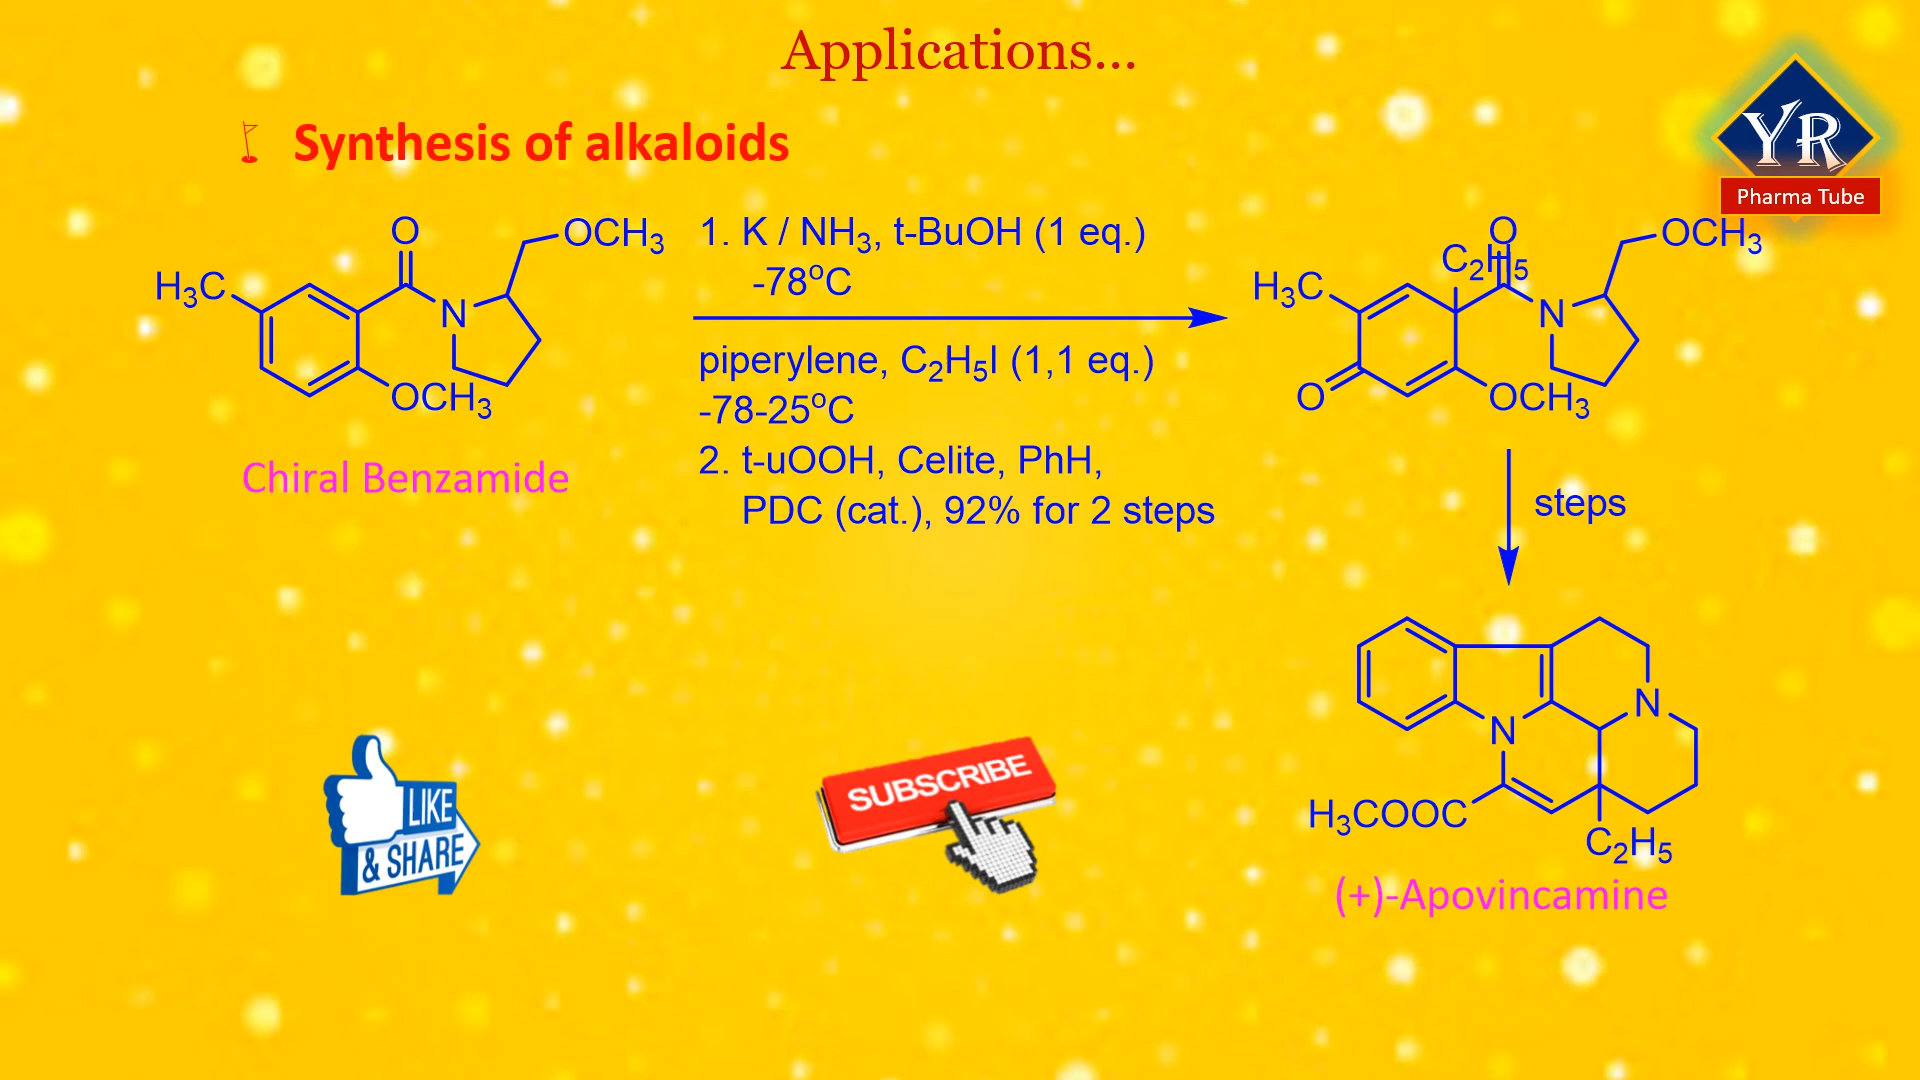 Applications...
YR
Pharma Tube
Synthesis of alkaloids
O
OCH3
H3C
N
OCH3
Chiral Benzamide
1. K / NH3, t-BuOH (1 eq.)
-78°C
piperylene, C2H5I (1,1 eq.)
-78-25°C
2. t-uOOH, Celite, PhH,
PDC (cat.), 92% for 2 steps
O
OCH3
C2H5
H3C
N
O
OCH3
steps
N
N
H3COOC
C2H5
(+)-Apovincamine
LIKE
& SHARE
SUBSCRIBE